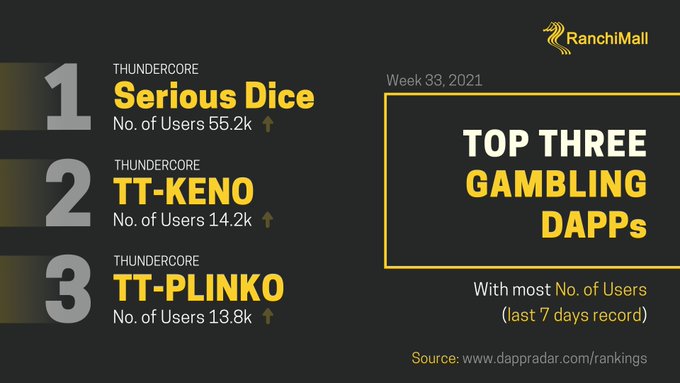 RanchiMall
Week 33, 2021
TOP THREE
GAMBLING
DAPPs
With most No. of Users
(last 7 days record)
1
THUNDERCORE
Serious Dice
No. of Users 55.2k
2
THUNDERCORE
TT-KENO
No. of Users 14.2k
3
THUNDERCORE
TT-PLINKO
No. of Users 13.8k
Source: www.dappradar.com/rankings